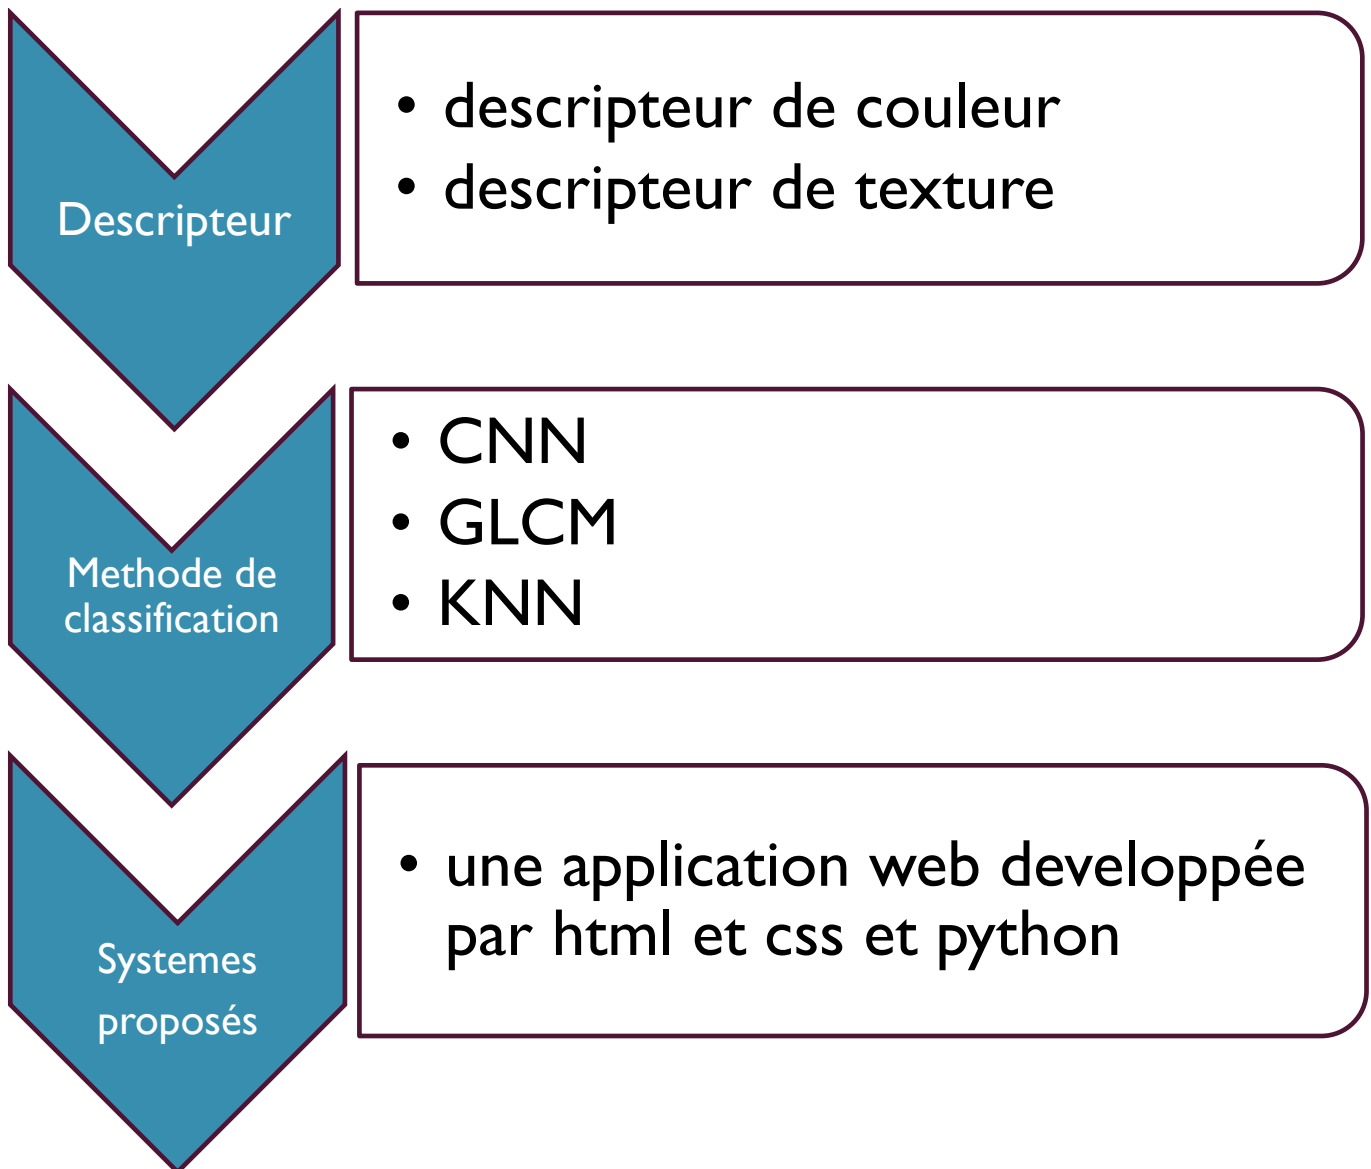 Descripteur
• descripteur de couleur
• descripteur de texture
Methode de
classification
• CNN
• GLCM
• KNN
Systemes
proposés
• une application web developpée
par html et css et python